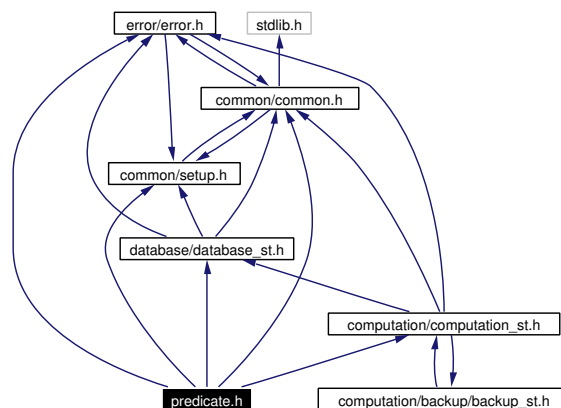 error/error.h
stdlib.h
common/common.h
common/setup.h
database/database_st.h
computation/computation_st.h
predicate.h
computation/backup/backup_st.h